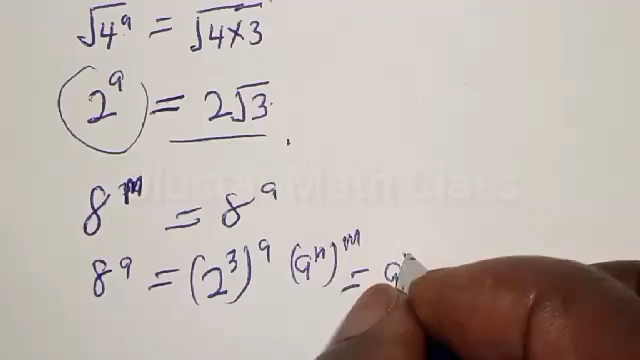 √4^a = √4×3
2^a = 2√3
8^m = 8^a
8^a = (2^3)^a (a^n)^m = a